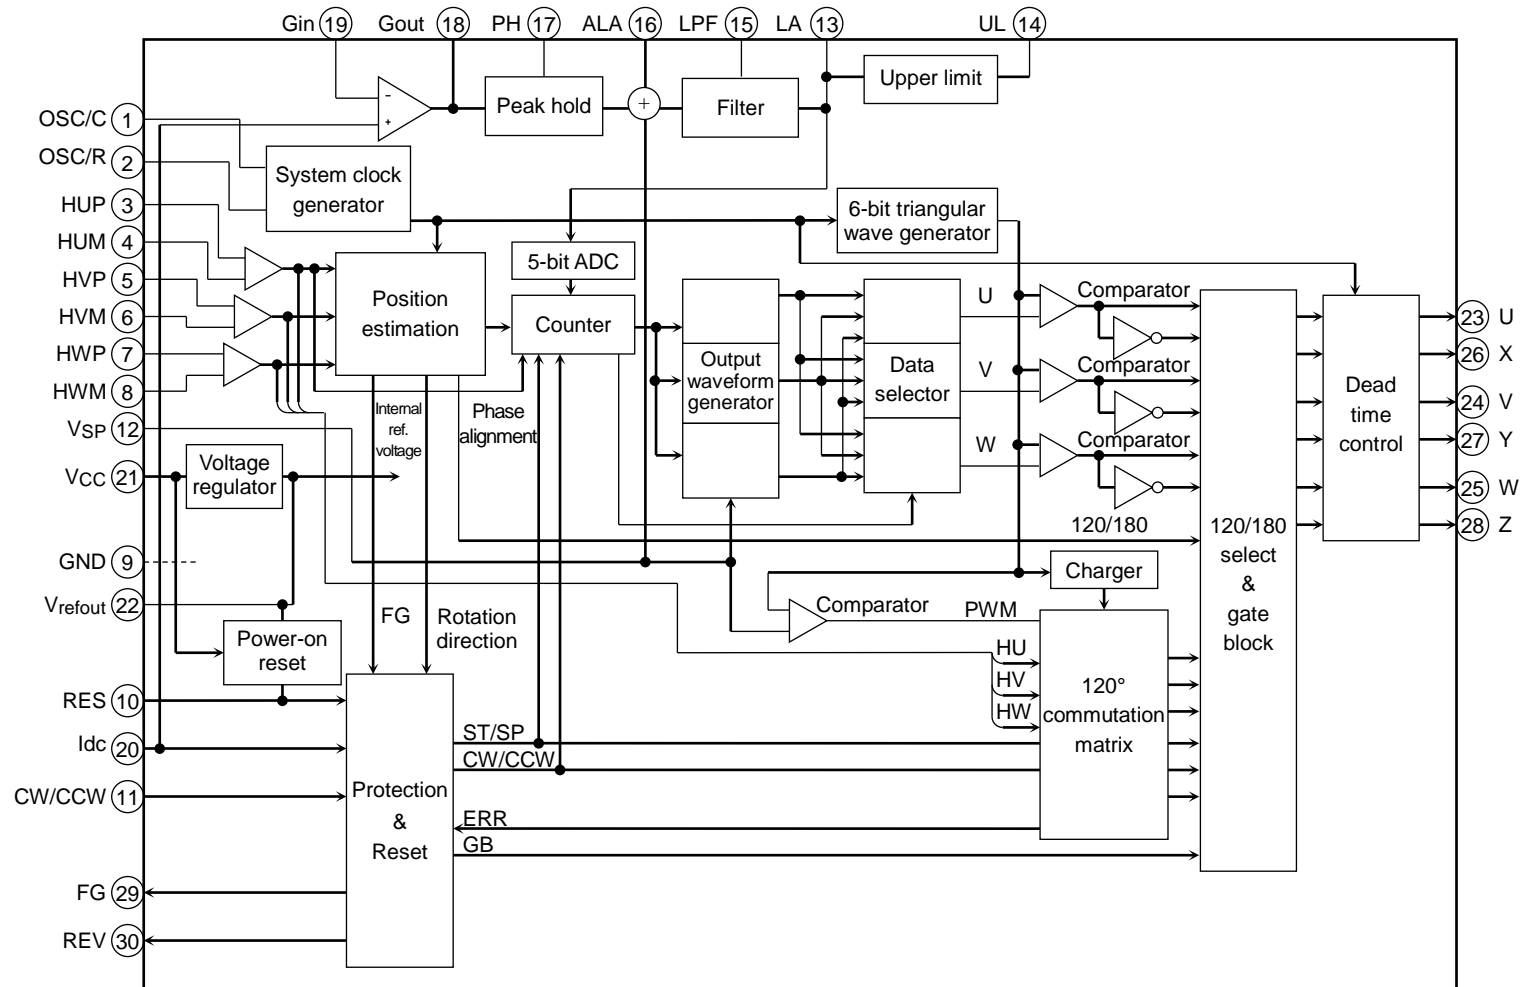 Gin 19
Gout 18
PH 17
ALA 16
LPF 15
LA 13
UL 14
Upper limit
Peak hold
+
Filter
-
+
OSC/C 1
OSC/R 2
System clock
generator
HUP 3
HUM 4
HVP 5
HVM 6
HWP 7
HWM 8
VSP 12
VCC 21
GND 9
Vrefout 22
RES 10
Idc 20
CW/CCW 11
FG 29
REV 30
6-bit triangular
wave generator
5-bit ADC
Position
estimation
Counter
Output
waveform
generator
Data
selector
U
V
W
Comparator
Comparator
Comparator
Internal
ref.
voltage
Phase
alignment
Voltage
regulator
120/180
120/180
select
&
gate
block
Dead
time
control
23 U
26 X
24 V
27 Y
25 W
28 Z
Charger
Comparator
PWM
FG
Rotation
direction
Power-on
reset
HU
HV
HW
120°
commutation
matrix
ST/SP
CW/CCW
Protection
&
Reset
ERR
GB